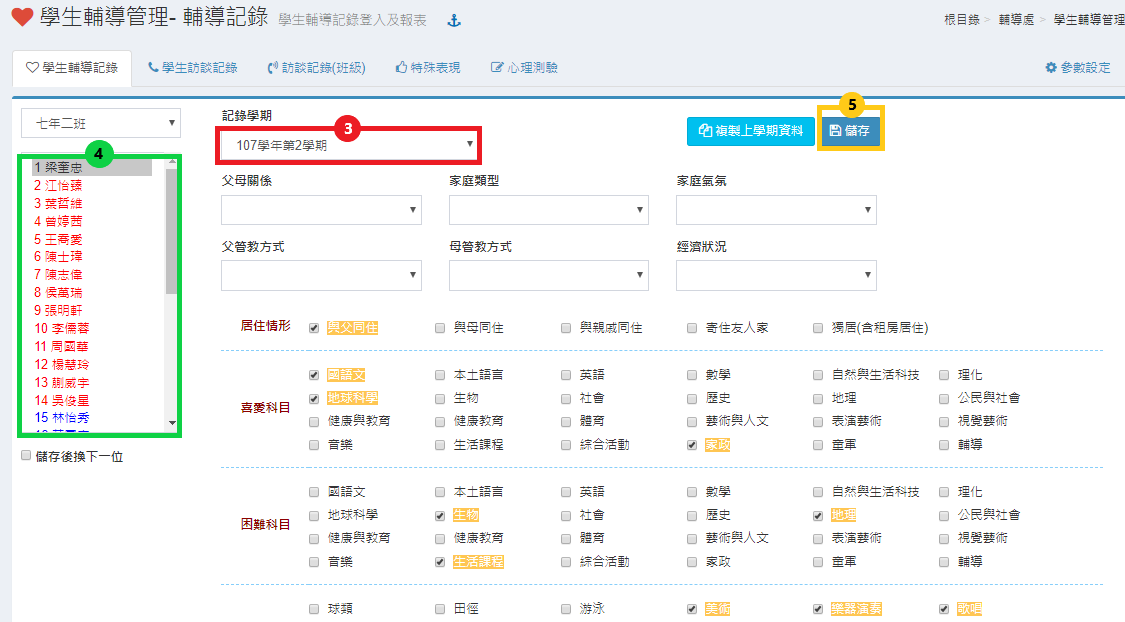 學生輔導管理- 輔導記錄 學生輔導記錄登入及報表 根目錄 > 輔導處 > 學生輔導管理
學生輔導記錄 學生訪談記錄 訪談記錄(班級) 特殊表現 心理測驗 參數設定
七年二班
4
1 梁奎忠
2 江怡臻
3 葉哲維
4 曾婷茜
5 王喬愛
6 陳士瑋
7 陳志偉
8 侯萬瑞
9 張明軒
10 李儒蓉
11 周國華
12 楊慧玲
13 蒯威宇
14 吳俊星
15 林怡秀
儲存後換下一位
記錄學期
3
107學年第2學期
複製上學期資料
5
儲存
父母關係 家庭類型 家庭氣氛
父管教方式 母管教方式 經濟狀況
居住情形 與父同住 與母同住 與親戚同住 寄住友人家 獨居(含租房居住)
喜愛科目
國語文 本土語言 英語 數學 自然與生活科技 理化
地球科學 生物 社會 歷史 地理 公民與社會
健康與教育 健康教育 體育 藝術與人文 表演藝術 視覺藝術
音樂 生活課程 綜合活動 家政 童軍 輔導
困難科目
國語文 本土語言 英語 數學 自然與生活科技 理化
地球科學 生物 社會 歷史 地理 公民與社會
健康與教育 健康教育 體育 藝術與人文 表演藝術 視覺藝術
音樂 生活課程 綜合活動 家政 童軍 輔導
球類 田徑 游泳 美術 樂器演奏 歌唱